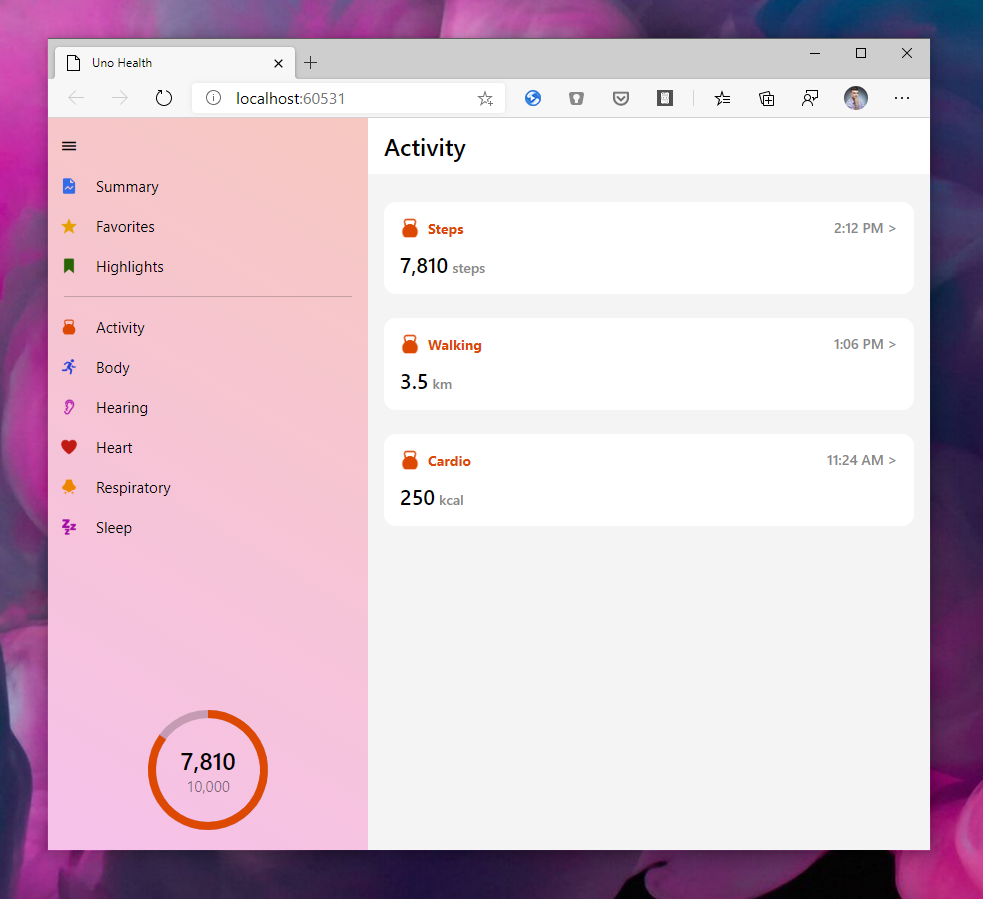 Uno Health
localhost:60531
Activity
Summary
Favorites
Highlights
Activity
Body
Hearing
Heart
Respiratory
Sleep
7,810
10,000
Steps
2:12 PM >
7,810 steps
Walking
1:06 PM >
3.5 km
Cardio
11:24 AM >
250 kcal